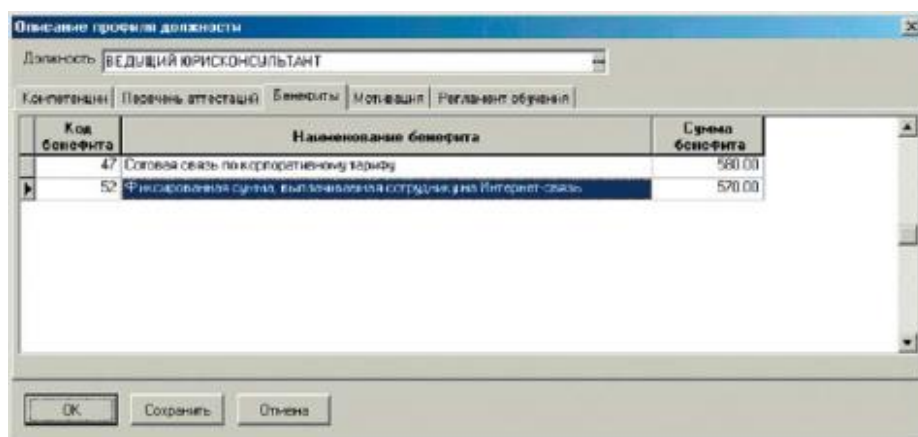 Описание профиля должности
Должность ВЕДУЩИЙ ЮРИСКОНСУЛЬТАНТ
Компетенции Перечень аттестаций Бенефиты Мотивация Регламент обучения
Код бенефита Наименование бенефита Сумма бенефита
47 Сотовая связь по корпоративному тарифу 580.00
52 Фиксированная сумма, выплачиваемая сотруднику на Интернет-связь 570.00
OK Сохранить Отмена